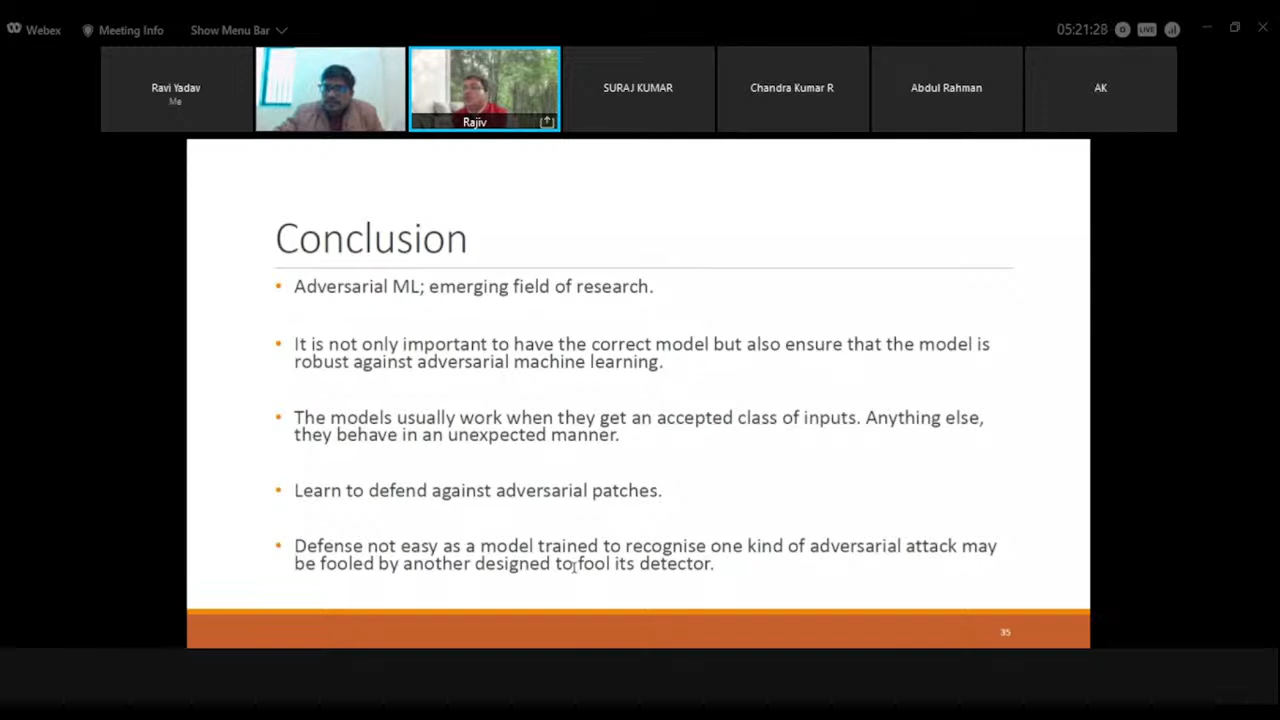 Webex
Meeting Info
Show Menu Bar
05:21:28
LIVE
Ravi Yadav
Me
Rajiv
SURAJ KUMAR
Chandra Kumar R
Abdul Rahman
AK
Conclusion
• Adversarial ML; emerging field of research.
• It is not only important to have the correct model but also ensure that the model is
robust against adversarial machine learning.
• The models usually work when they get an accepted class of inputs. Anything else,
they behave in an unexpected manner.
• Learn to defend against adversarial patches.
• Defense not easy as a model trained to recognise one kind of adversarial attack may
be fooled by another designed to fool its detector.
35